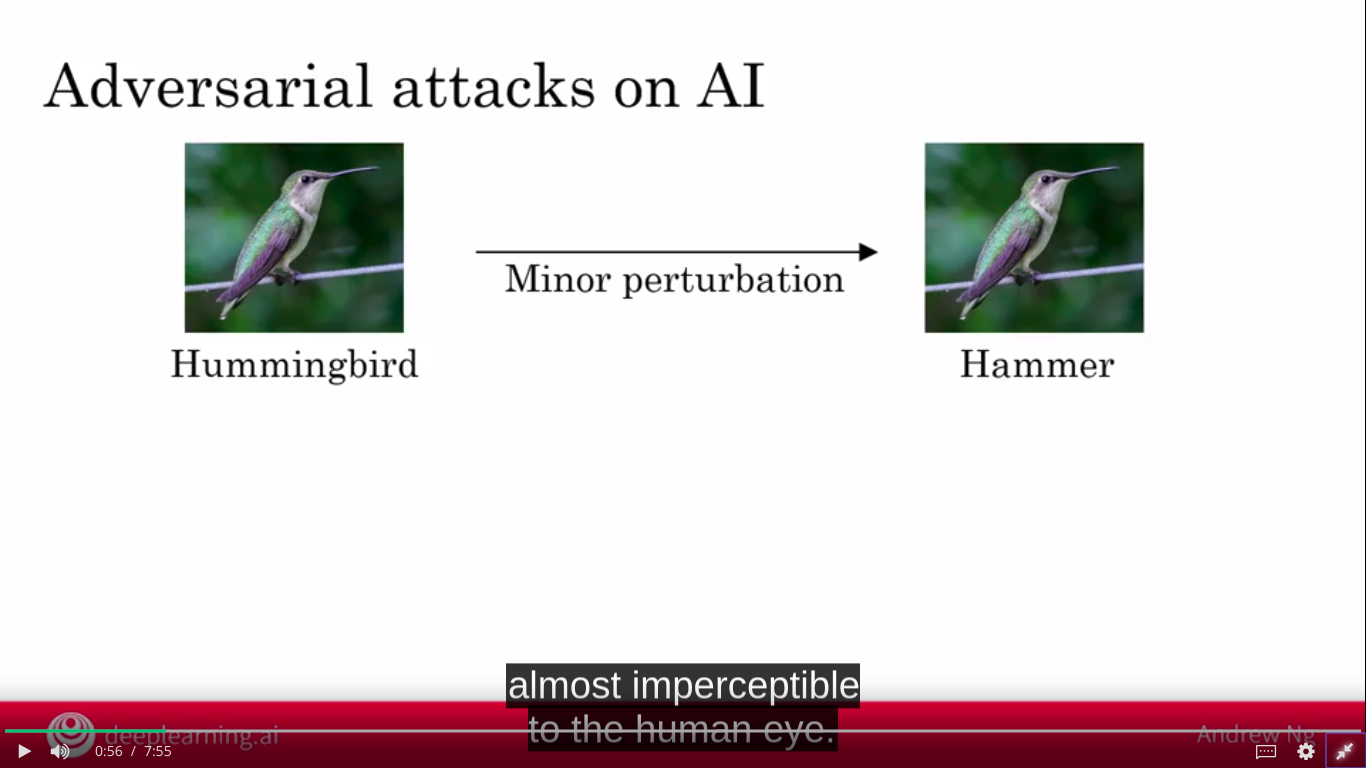 Adversarial attacks on AI
Minor perturbation
Hummingbird
Hammer
almost imperceptible
to the human eye.
deeplearning.ai
Andrew Ng
0:56 / 7:55